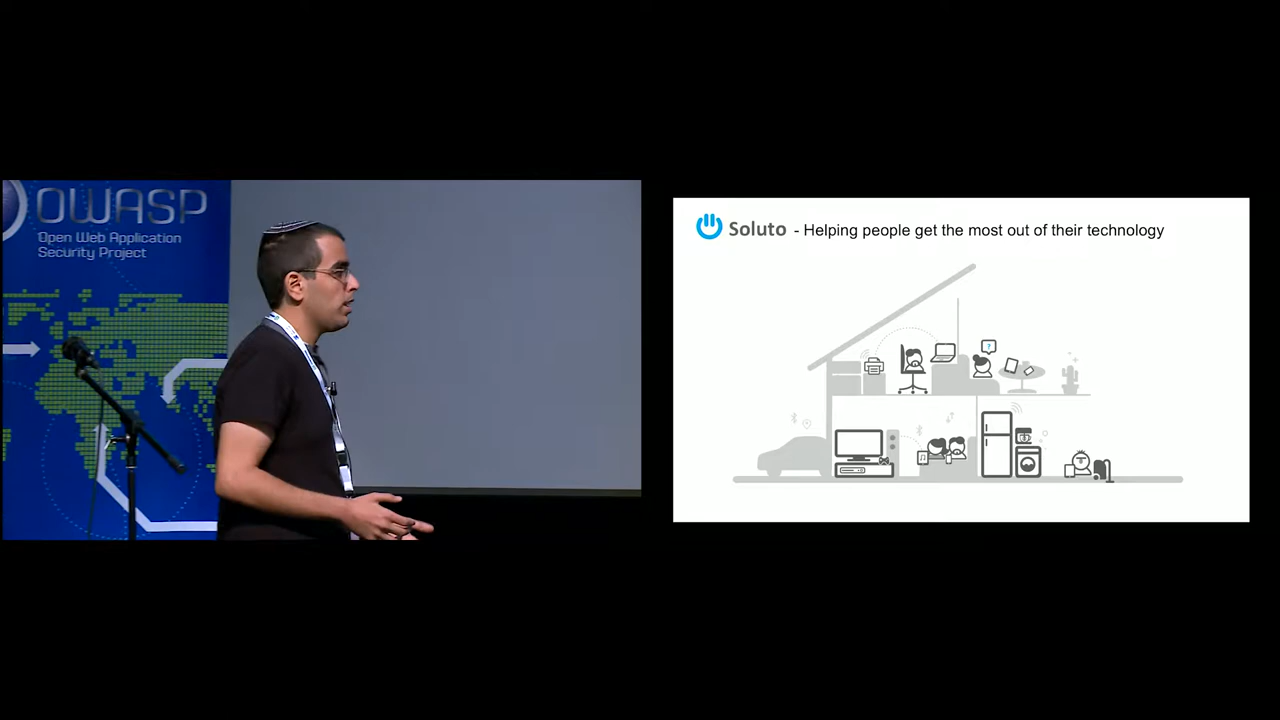 OWASP
Open Web Application
Security Project
Soluto - Helping people get the most out of their technology
?